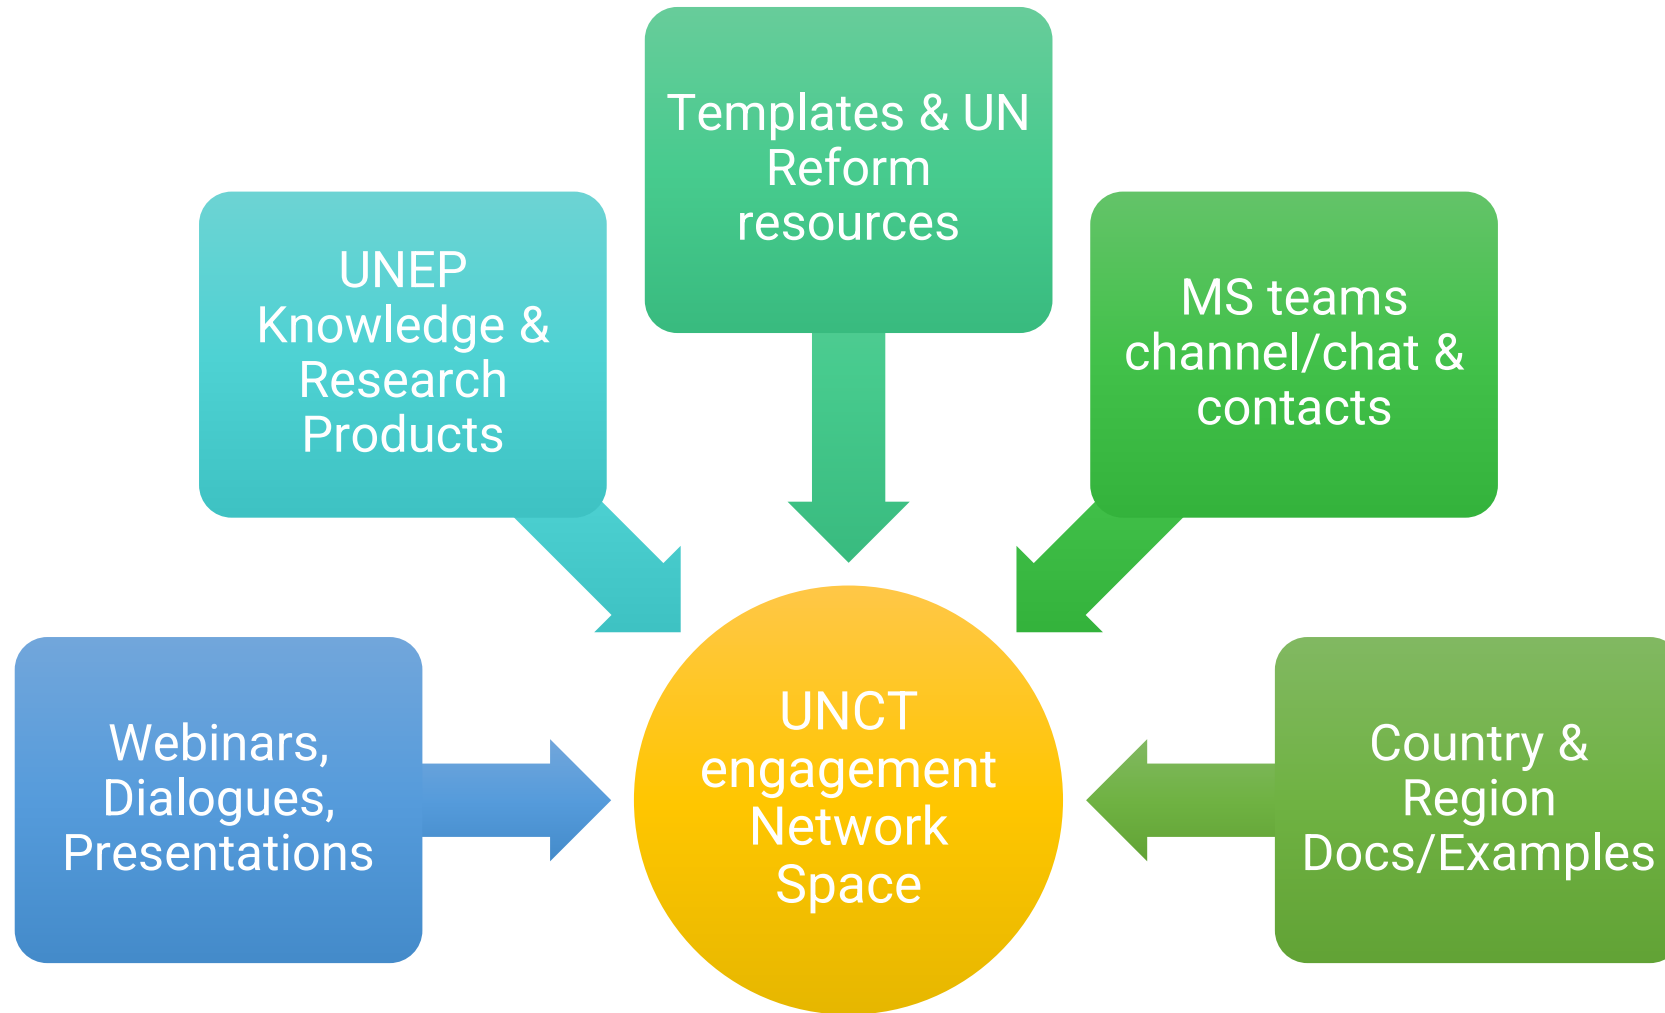 Templates & UN
Reform
resources
UNEP
Knowledge &
Research
Products
MS teams
channel/chat &
contacts
Webinars,
Dialogues,
Presentations
UNCT
engagement
Network
Space
Country &
Region
Docs/Examples